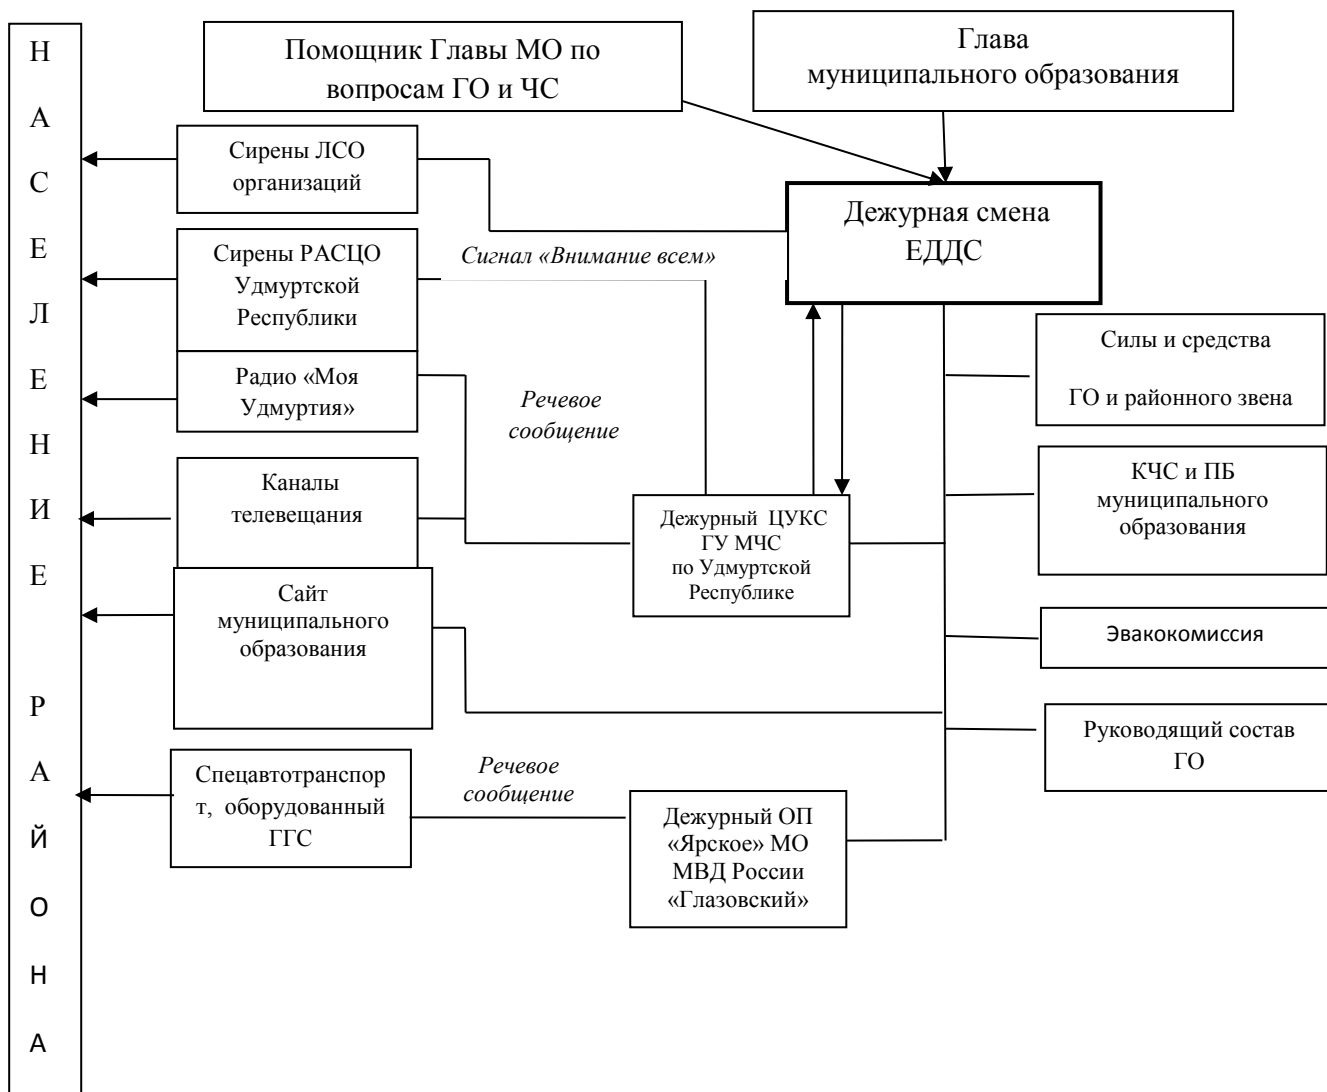 Н
А
С
Е
Л
Е
Н
И
Е
Р
А
Й
О
Н
А
Помощник Главы МО по
вопросам ГО и ЧС
Глава
муниципального образования
Сирены ЛСО
организаций
Дежурная смена
ЕДДС
Сирены РАСЦО
Удмуртской
Республики
Сигнал «Внимание всем»
Радио «Моя
Удмуртия»
Речевое
сообщение
Силы и средства
ГО и районного звена
Каналы
телевещания
Дежурный ЦУКС
ГУ МЧС
по Удмуртской
Республике
КЧС и ПБ
муниципального
образования
Сайт
муниципального
образования
Эвакокомиссия
Руководящий состав
ГО
Спецавтотранспор
т, оборудованный
ГГС
Речевое
сообщение
Дежурный ОП
«Ярское» МО
МВД России
«Глазовский»